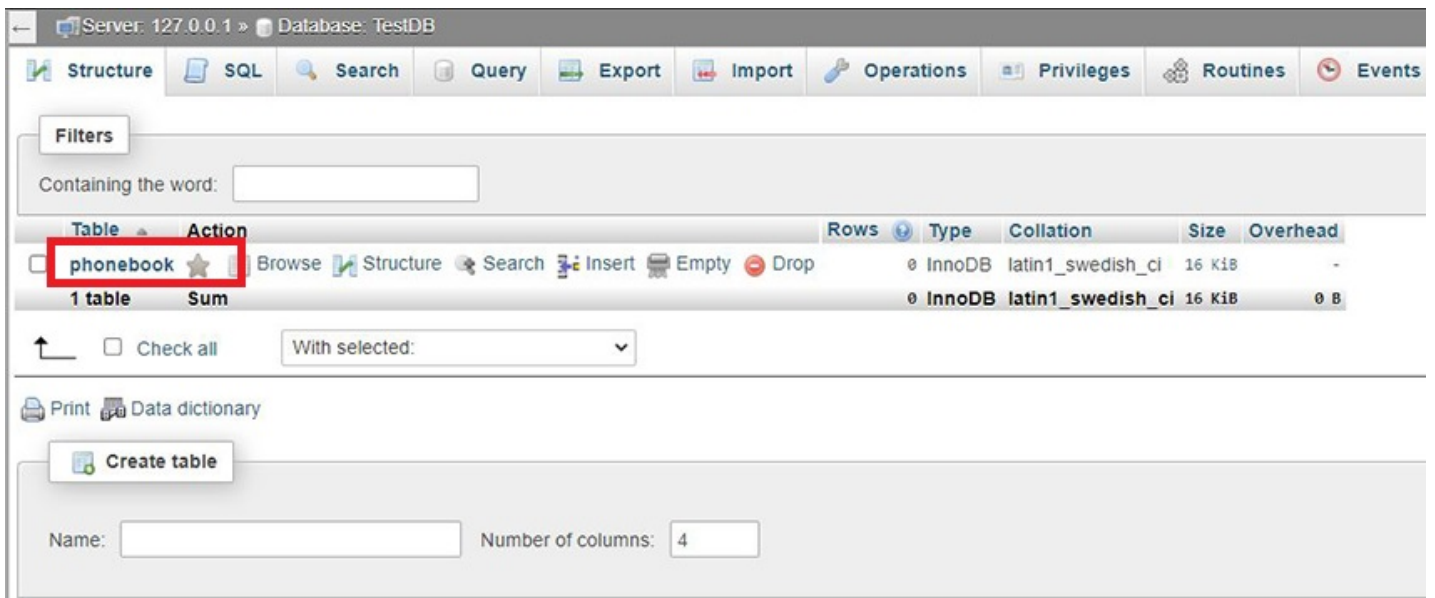 Server: 127.0.0.1 » Database: TestDB
Structure SQL Search Query Export Import Operations Privileges Routines Events
Filters
Containing the word:
Table Action Rows Type Collation Size Overhead
phonebook Browse Structure Search Insert Empty Drop 0 InnoDB latin1_swedish_ci 16 KiB -
1 table Sum 0 InnoDB latin1_swedish_ci 16 KiB 0 B
Check all With selected:
Print Data dictionary
Create table
Name: Number of columns: 4